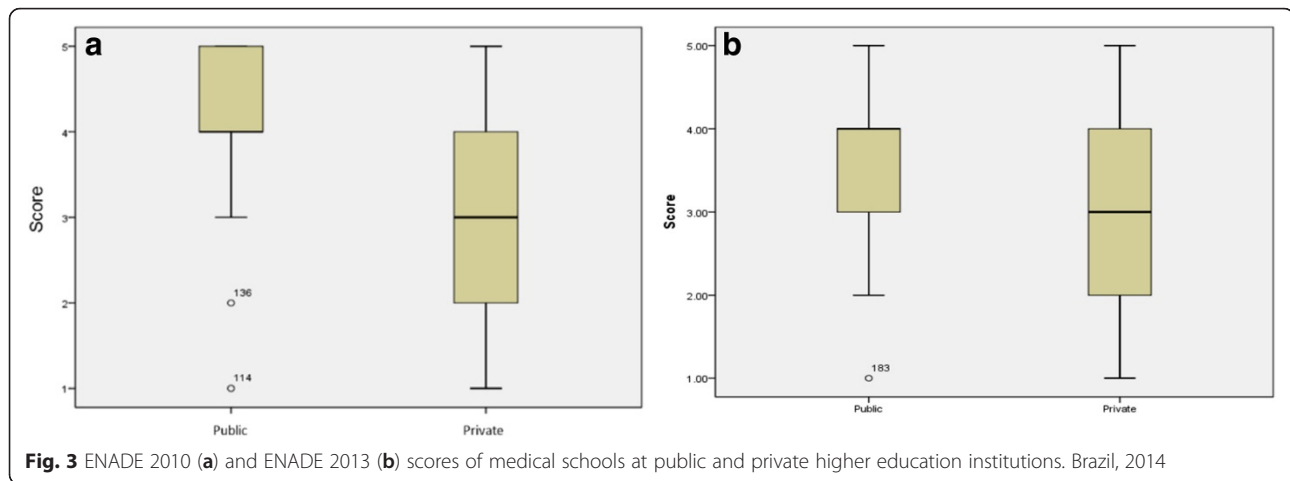 a
5
4
3
2
1
Score
136
114
Public Private
b
5.00
4.00
3.00
2.00
1.00
Score
183
Public Private
Fig. 3 ENADE 2010 (a) and ENADE 2013 (b) scores of medical schools at public and private higher education institutions. Brazil, 2014